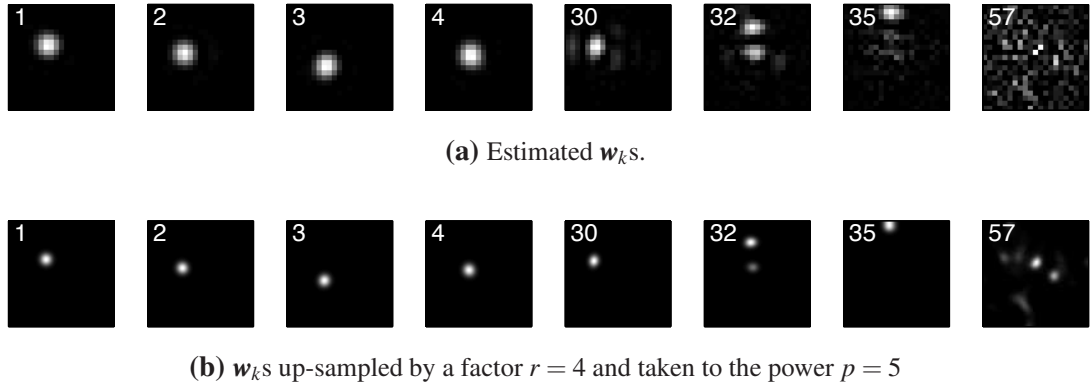 1 2 3 4 30 32 35 57
(a) Estimated w_ks.
1 2 3 4 30 32 35 57
(b) w_ks up-sampled by a factor r = 4 and taken to the power p = 5